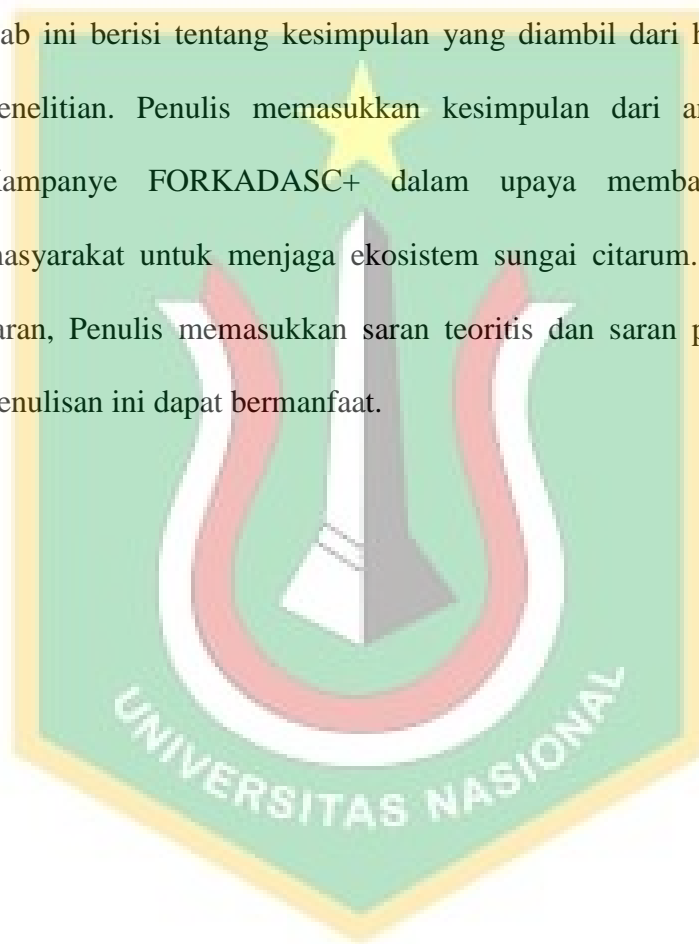 ab ini berisi tentang kesimpulan yang diambil dari h
enelitian. Penulis memasukkan kesimpulan dari a
ampanye FORKADASC+ dalam upaya memba
asyarakat untuk menjaga ekosistem sungai citarum.
aran, Penulis memasukkan saran teoritis dan saran p
enulisan ini dapat bermanfaat.
UNIVERSITAS NASIONAL